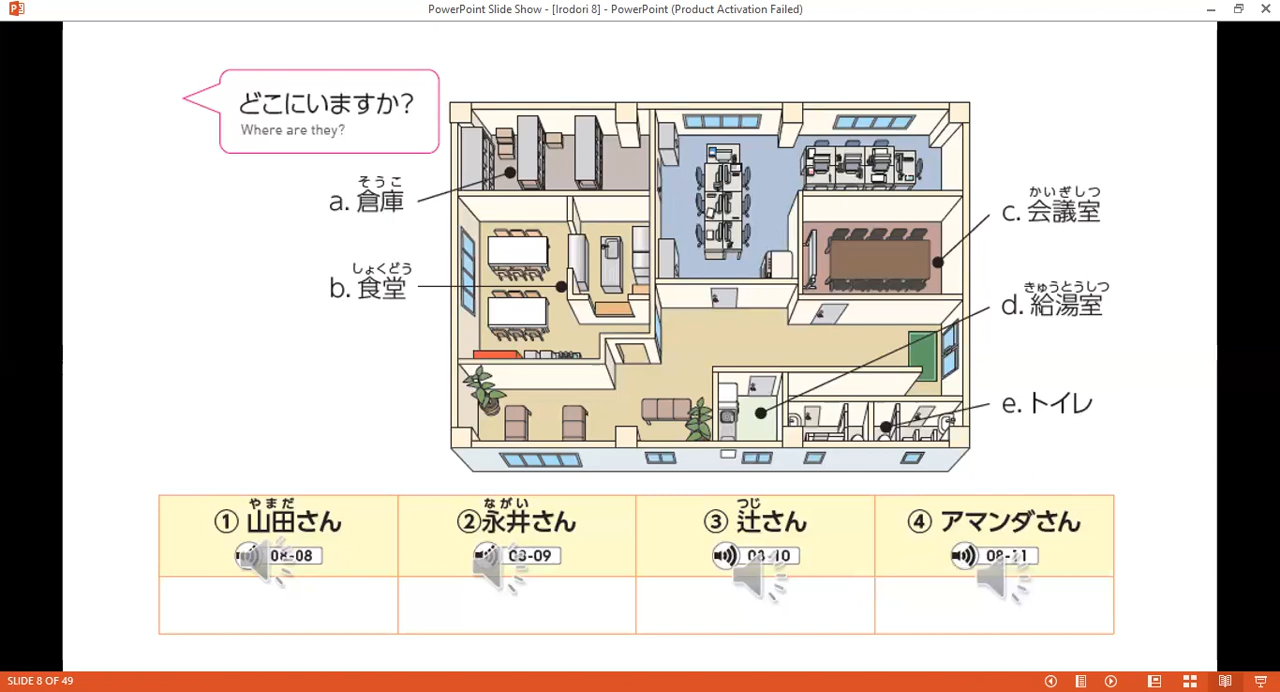 PowerPoint Slide Show - [Irodori 8] - PowerPoint (Product Activation Failed)
どこにいますか?
Where are they?
そうこ
a. 倉庫
しょくどう
b. 食堂
かいぎしつ
c. 会議室
きゅうとうしつ
d. 給湯室
e. トイレ
やまだ
① 山田さん
08-08
ながい
②永井さん
08-09
つじ
③ 辻さん
08-10
④ アマンダさん
08-11
SLIDE 8 OF 49